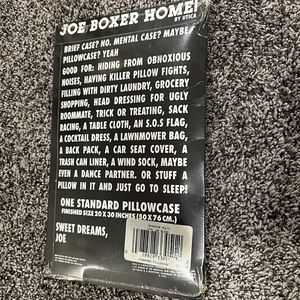 JOE BOXER HOME
BY UTICA
BRIEF CASE? NO. MENTAL CASE? MAYBE
PILLOWCASE? YEAH
GOOD FOR: HIDING FROM OBNOXIOUS
NOISES, HAVING KILLER PILLOW FIGHTS,
FILLING WITH DIRTY LAUNDRY, GROCERY
SHOPPING, HEAD DRESSING FOR UGLY
ROOMMATE, TRICK OR TREATING, SACK
RACING, A TABLE CLOTH, AN S.O.S FLAG,
A COCKTAIL DRESS, A LAWNMOWER BAG,
A BACK PACK, A CAR SEAT COVER, A
TRASH CAN LINER, A WIND SOCK, MAYBE
EVEN A DANCE PARTNER. OR STUFF A
PILLOW IN IT AND JUST GO TO SLEEP!
ONE STANDARD PILLOWCASE
FINISHED SIZE 20 X 30 INCHES (50 X 76 CM.)
SWEET DREAMS,
JOE